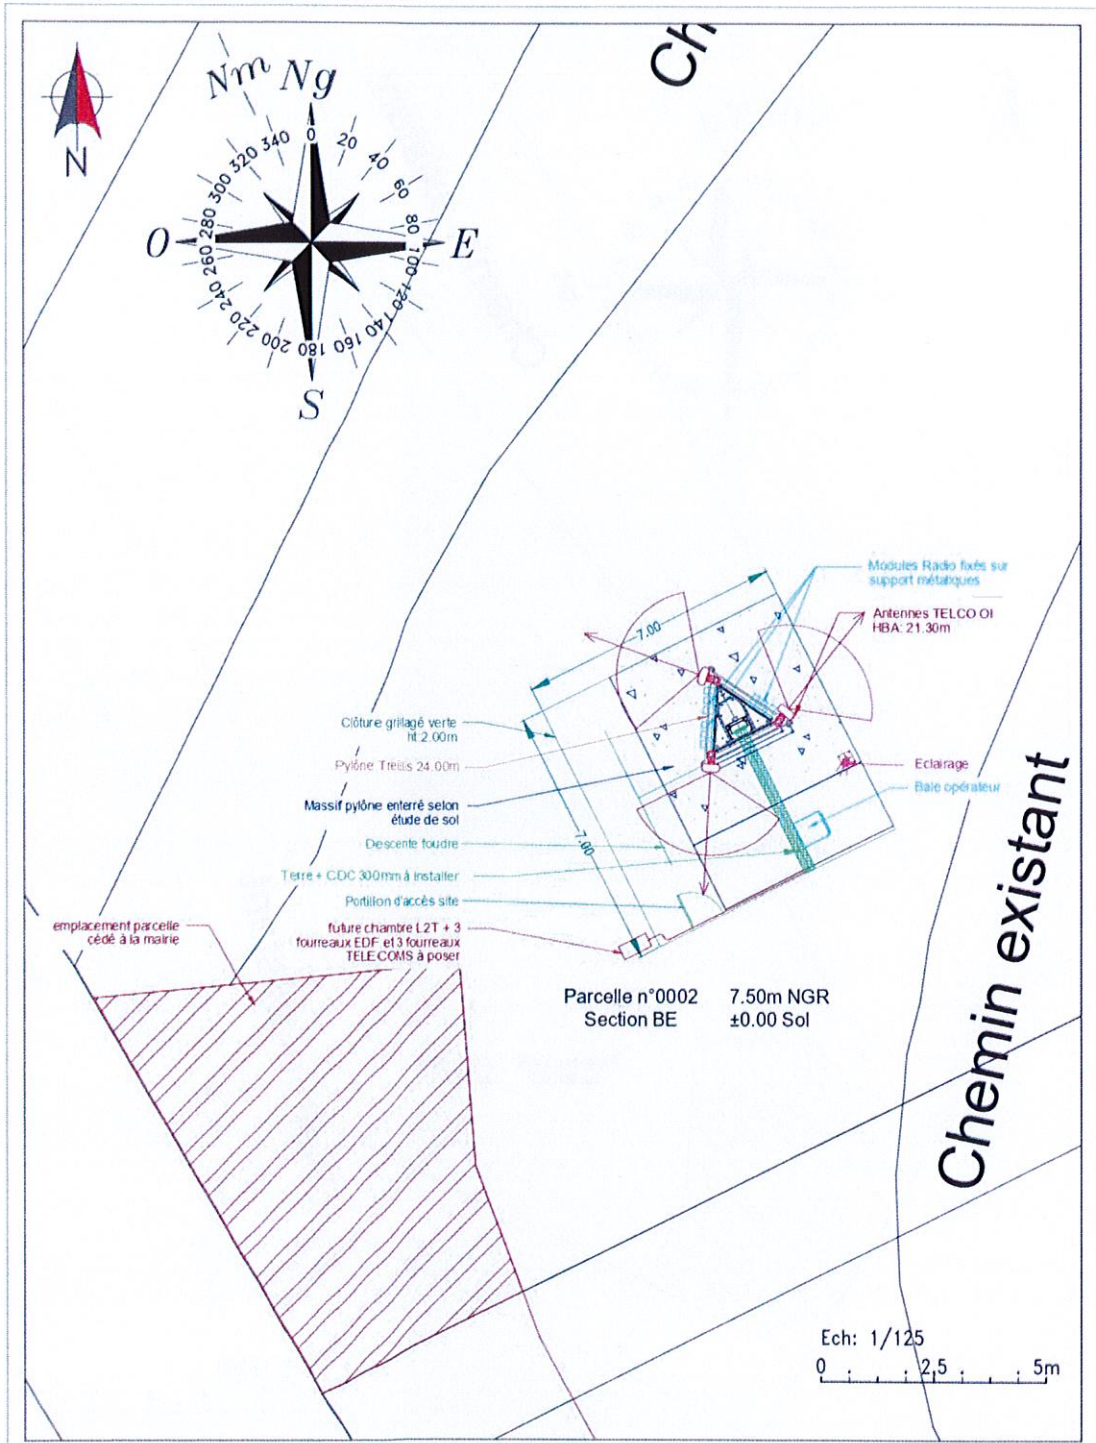 Ch
Nm Ng
N
0 20 40 60 80 100 120 140 160 180 200 220 240 260 280 300 320 340
O
E
S
Modules Radio fixés sur
support métaliques
Antennes TELCO OI
HBA: 21.30m
7.00
Clôture grillagé verte
ht 2.00m
Pylône Treilis 24.00m
Massif pylône enterré selon
étude de sol
Descente foudre
Terre + CDC 300mm à installer
Portillon d'accès site
future chambre L2T + 3
fourreaux EDF et 3 fourreaux
TELECOMS à poser
7.00
Eclairage
Baie opérateur
emplacement parcelle
cédé à la mairie
Parcelle n°0002
Section BE
7.50m NGR
±0.00 Sol
Chemin existant
Ech: 1/125
0 2,5 5m